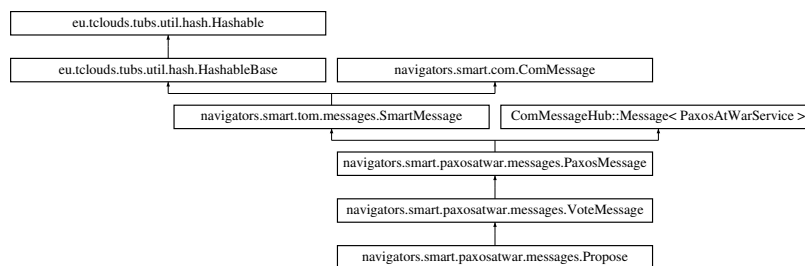 eu.tclouds.tubs.util.hash.Hashable
eu.tclouds.tubs.util.hash.HashableBase
navigators.smart.com.ComMessage
navigators.smart.tom.messages.SmartMessage
ComMessageHub::Message< PaxosAtWarService >
navigators.smart.paxosatwar.messages.PaxosMessage
navigators.smart.paxosatwar.messages.VoteMessage
navigators.smart.paxosatwar.messages.Propose